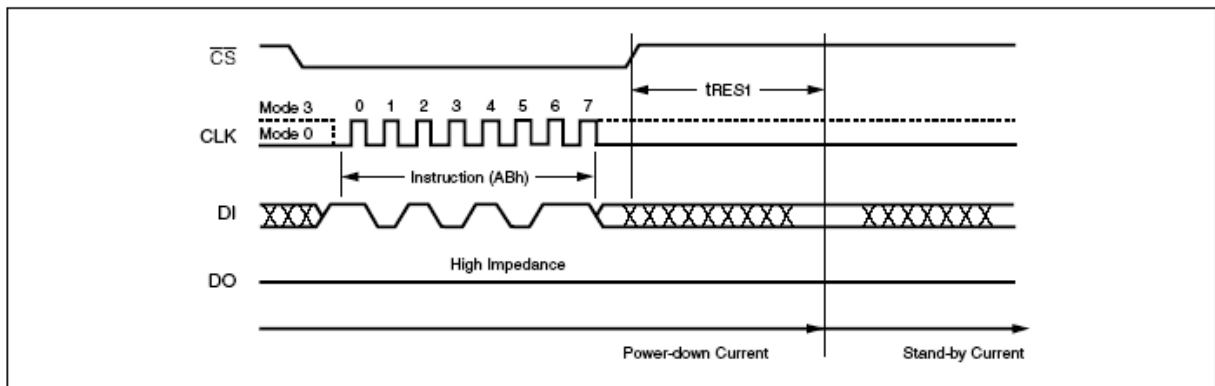 CS
tRES1
Mode 3 0 1 2 3 4 5 6 7
CLK Mode 0
Instruction (ABh)
DI
High Impedance
DO
Power-down Current Stand-by Current